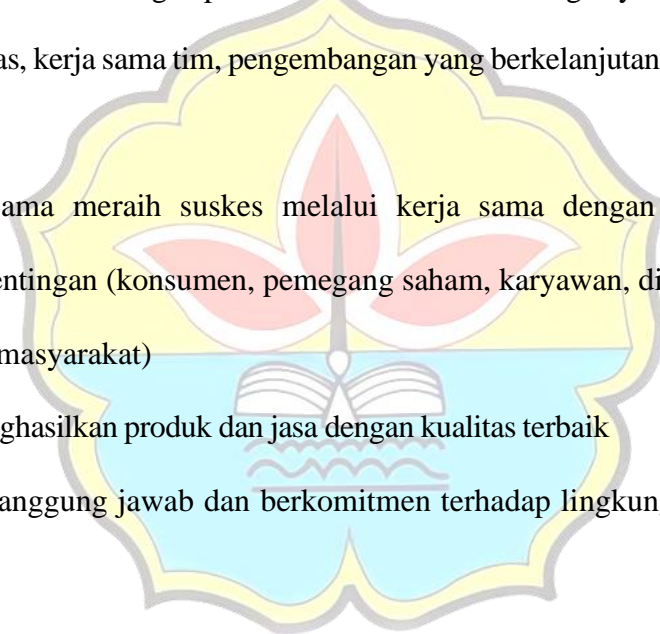 as, kerja sama tim, pengembangan yang berkelanjutan
ama meraih suskes melalui kerja sama dengan
entingan (konsumen, pemegang saham, karyawan, di
masyarakat)
ghasilkan produk dan jasa dengan kualitas terbaik
anggung jawab dan berkomitmen terhadap lingkung